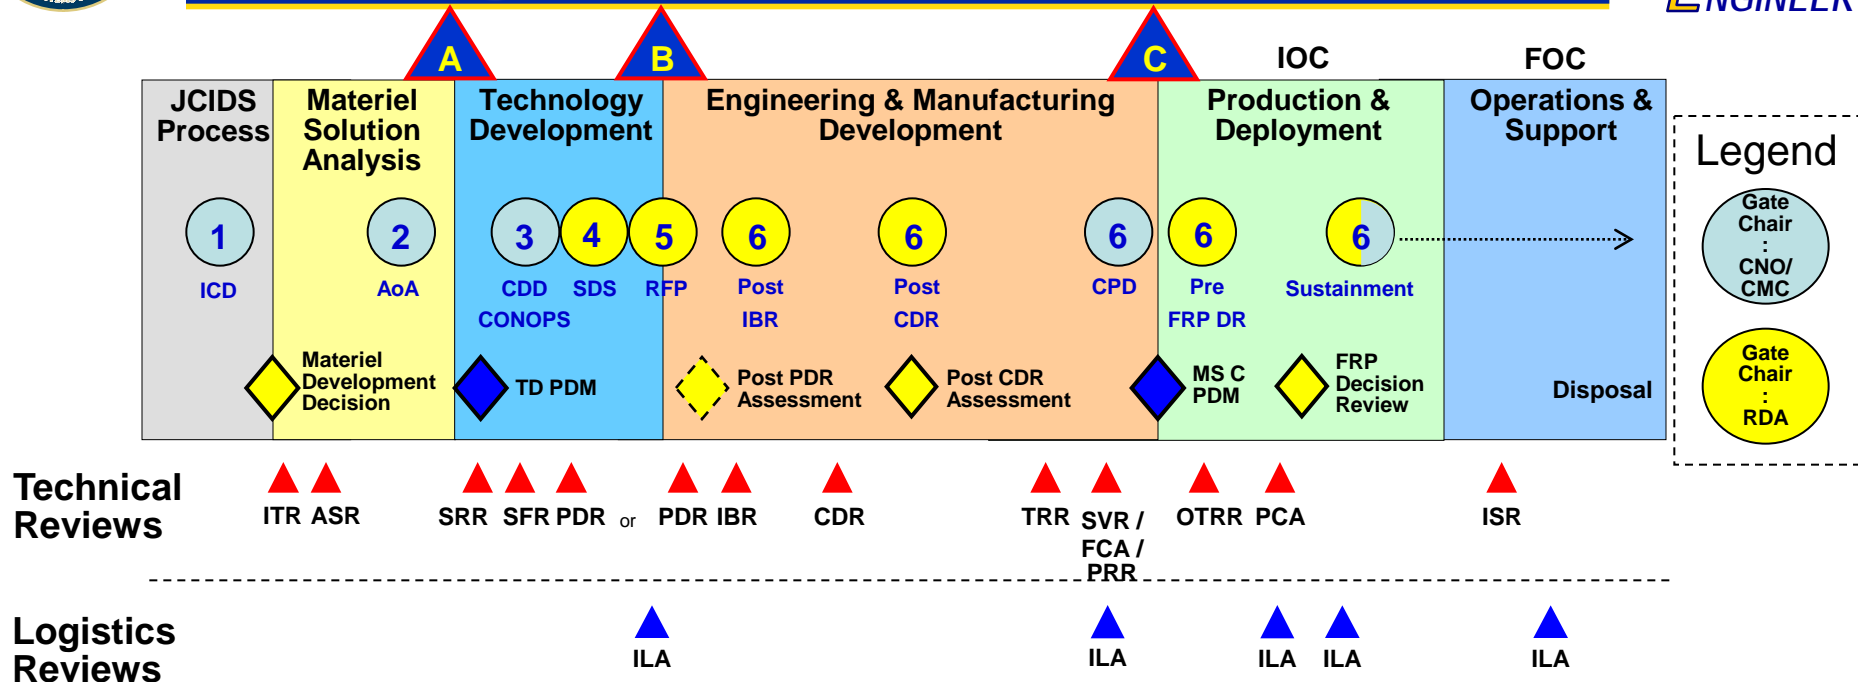 ENGINEER
A
B
C
IOC
FOC
JCIDS
Process
Materiel
Solution
Analysis
Technology
Development
Engineering & Manufacturing
Development
Production &
Deployment
Operations &
Support
1
2
3
4
5
6
6
6
6
6
ICD
AoA
CDD
CONOPS
SDS
RFP
Post
IBR
Post
CDR
CPD
Pre
FRP DR
Sustainment
Materiel
Development
Decision
TD PDM
Post PDR
Assessment
Post CDR
Assessment
MS C
PDM
FRP
Decision
Review
Disposal
Legend
Gate
Chair
:
CNO/
CMC
Gate
Chair
:
RDA
Technical
Reviews
ITR
ASR
SRR
SFR
PDR
or
PDR
IBR
CDR
TRR
SVR /
FCA /
PRR
OTRR
PCA
ISR
Logistics
Reviews
ILA
ILA
ILA
ILA
ILA